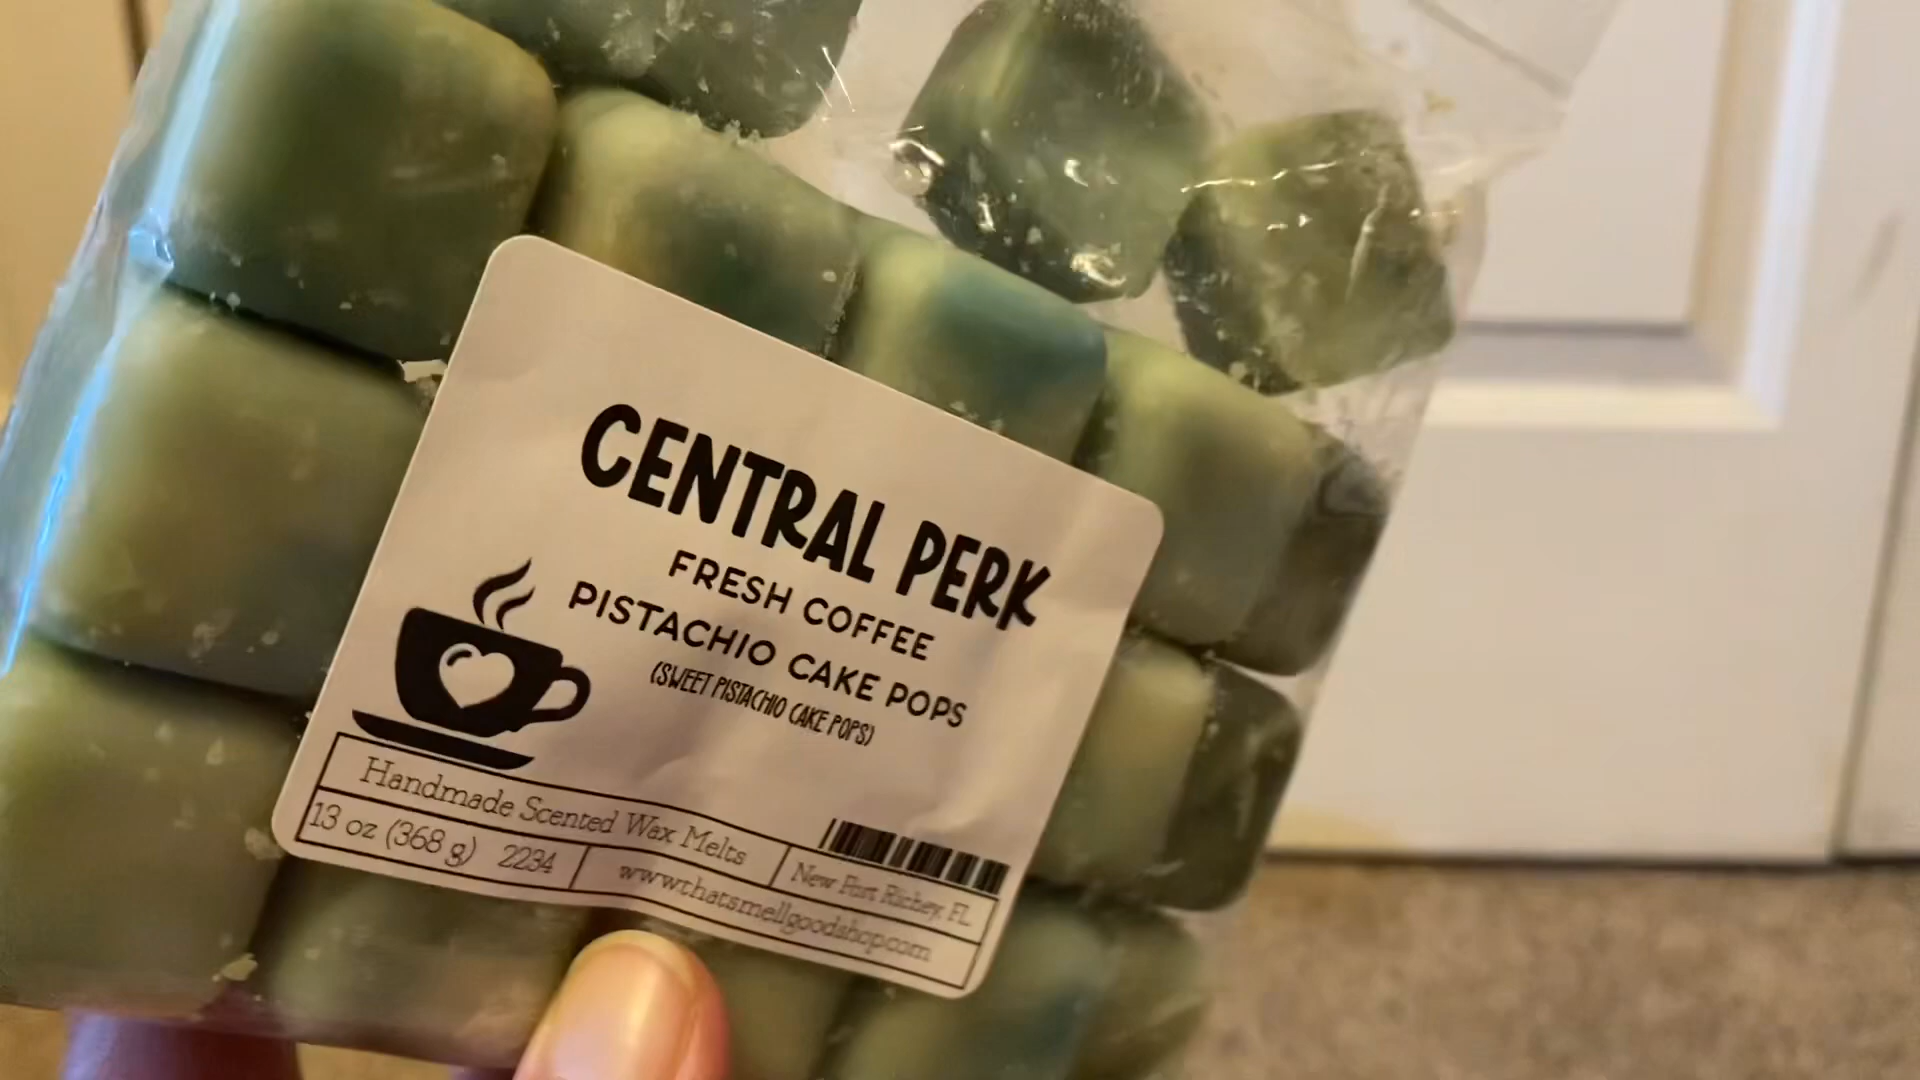 CENTRAL PERK
FRESH COFFEE
PISTACHIO CAKE POPS
(SWEET PISTACHIO CAKE POPS)
Handmade Scented Wax Melts
New Port Richey, FL
13 oz (368 g) 2234
www.thatsmellgoodshop.com